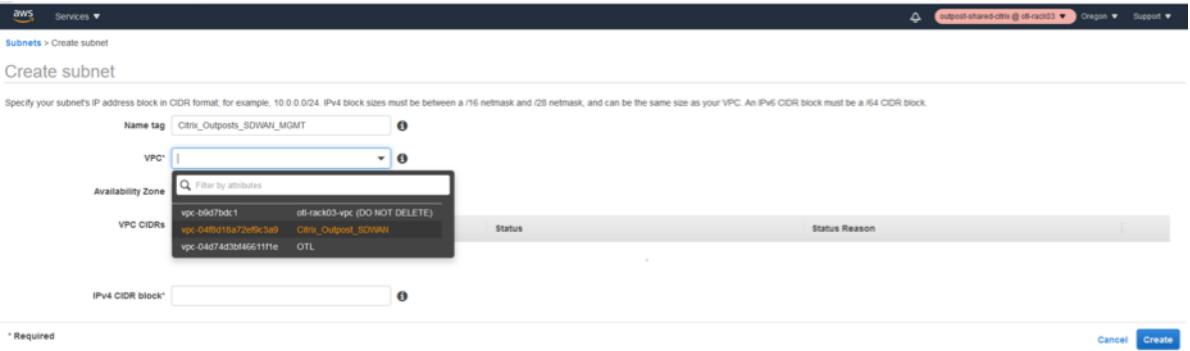 aws Services outpost-shared-citrix @ otl-rack03 Oregon Support
Subnets > Create subnet
Create subnet
Specify your subnet's IP address block in CIDR format; for example, 10.0.0.0/24. IPv4 block sizes must be between a /16 netmask and /28 netmask, and can be the same size as your VPC. An IPv6 CIDR block must be a /64 CIDR block.
Name tag Citrix_Outposts_SDWAN_MGMT
VPC*
Filter by attributes
Availability Zone
vpc-b9d7bdc1 otl-rack03-vpc (DO NOT DELETE)
VPC CIDRs Status Status Reason
vpc-04f8d18a72ef9c3a9 Citrix_Outpost_SDWAN
vpc-04d74d3bf46611f1e OTL
IPv4 CIDR block*
* Required
Cancel Create